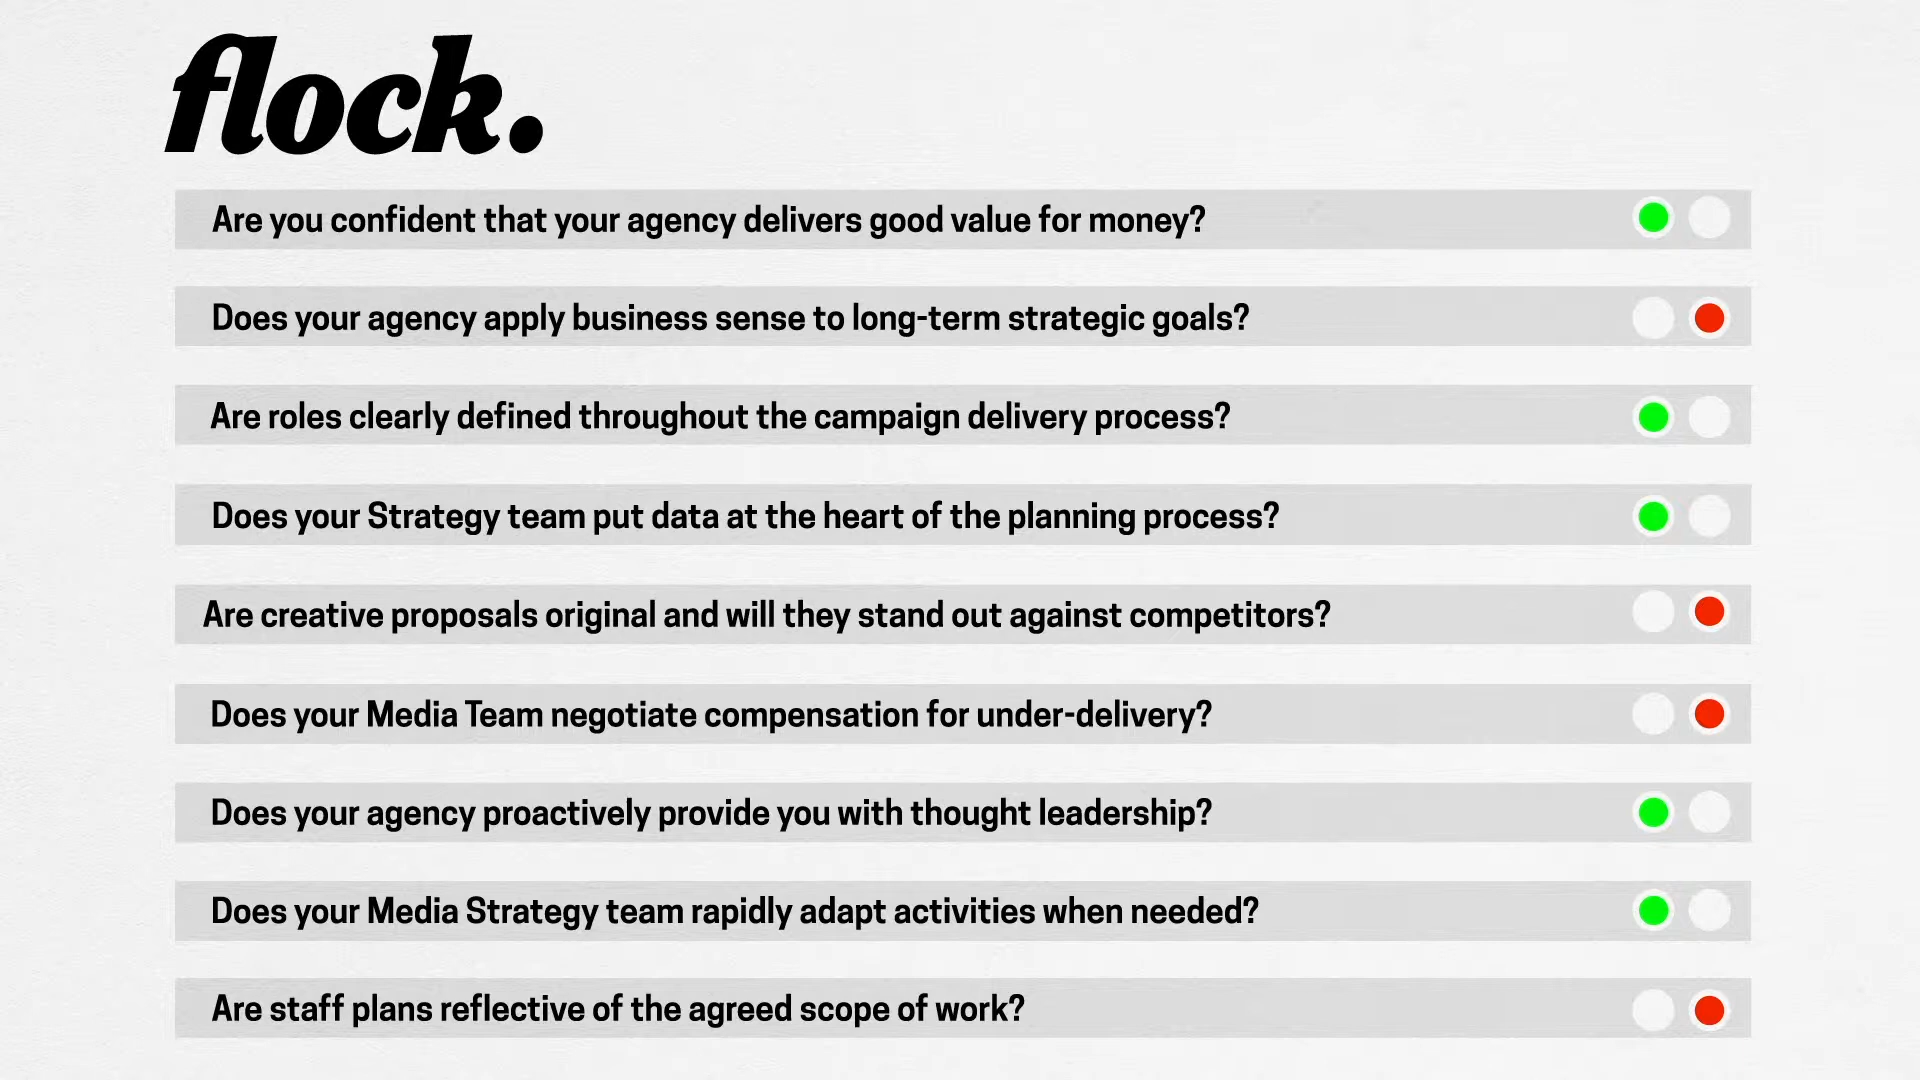 flock.
Are you confident that your agency delivers good value for money?
Does your agency apply business sense to long-term strategic goals?
Are roles clearly defined throughout the campaign delivery process?
Does your Strategy team put data at the heart of the planning process?
Are creative proposals original and will they stand out against competitors?
Does your Media Team negotiate compensation for under-delivery?
Does your agency proactively provide you with thought leadership?
Does your Media Strategy team rapidly adapt activities when needed?
Are staff plans reflective of the agreed scope of work?